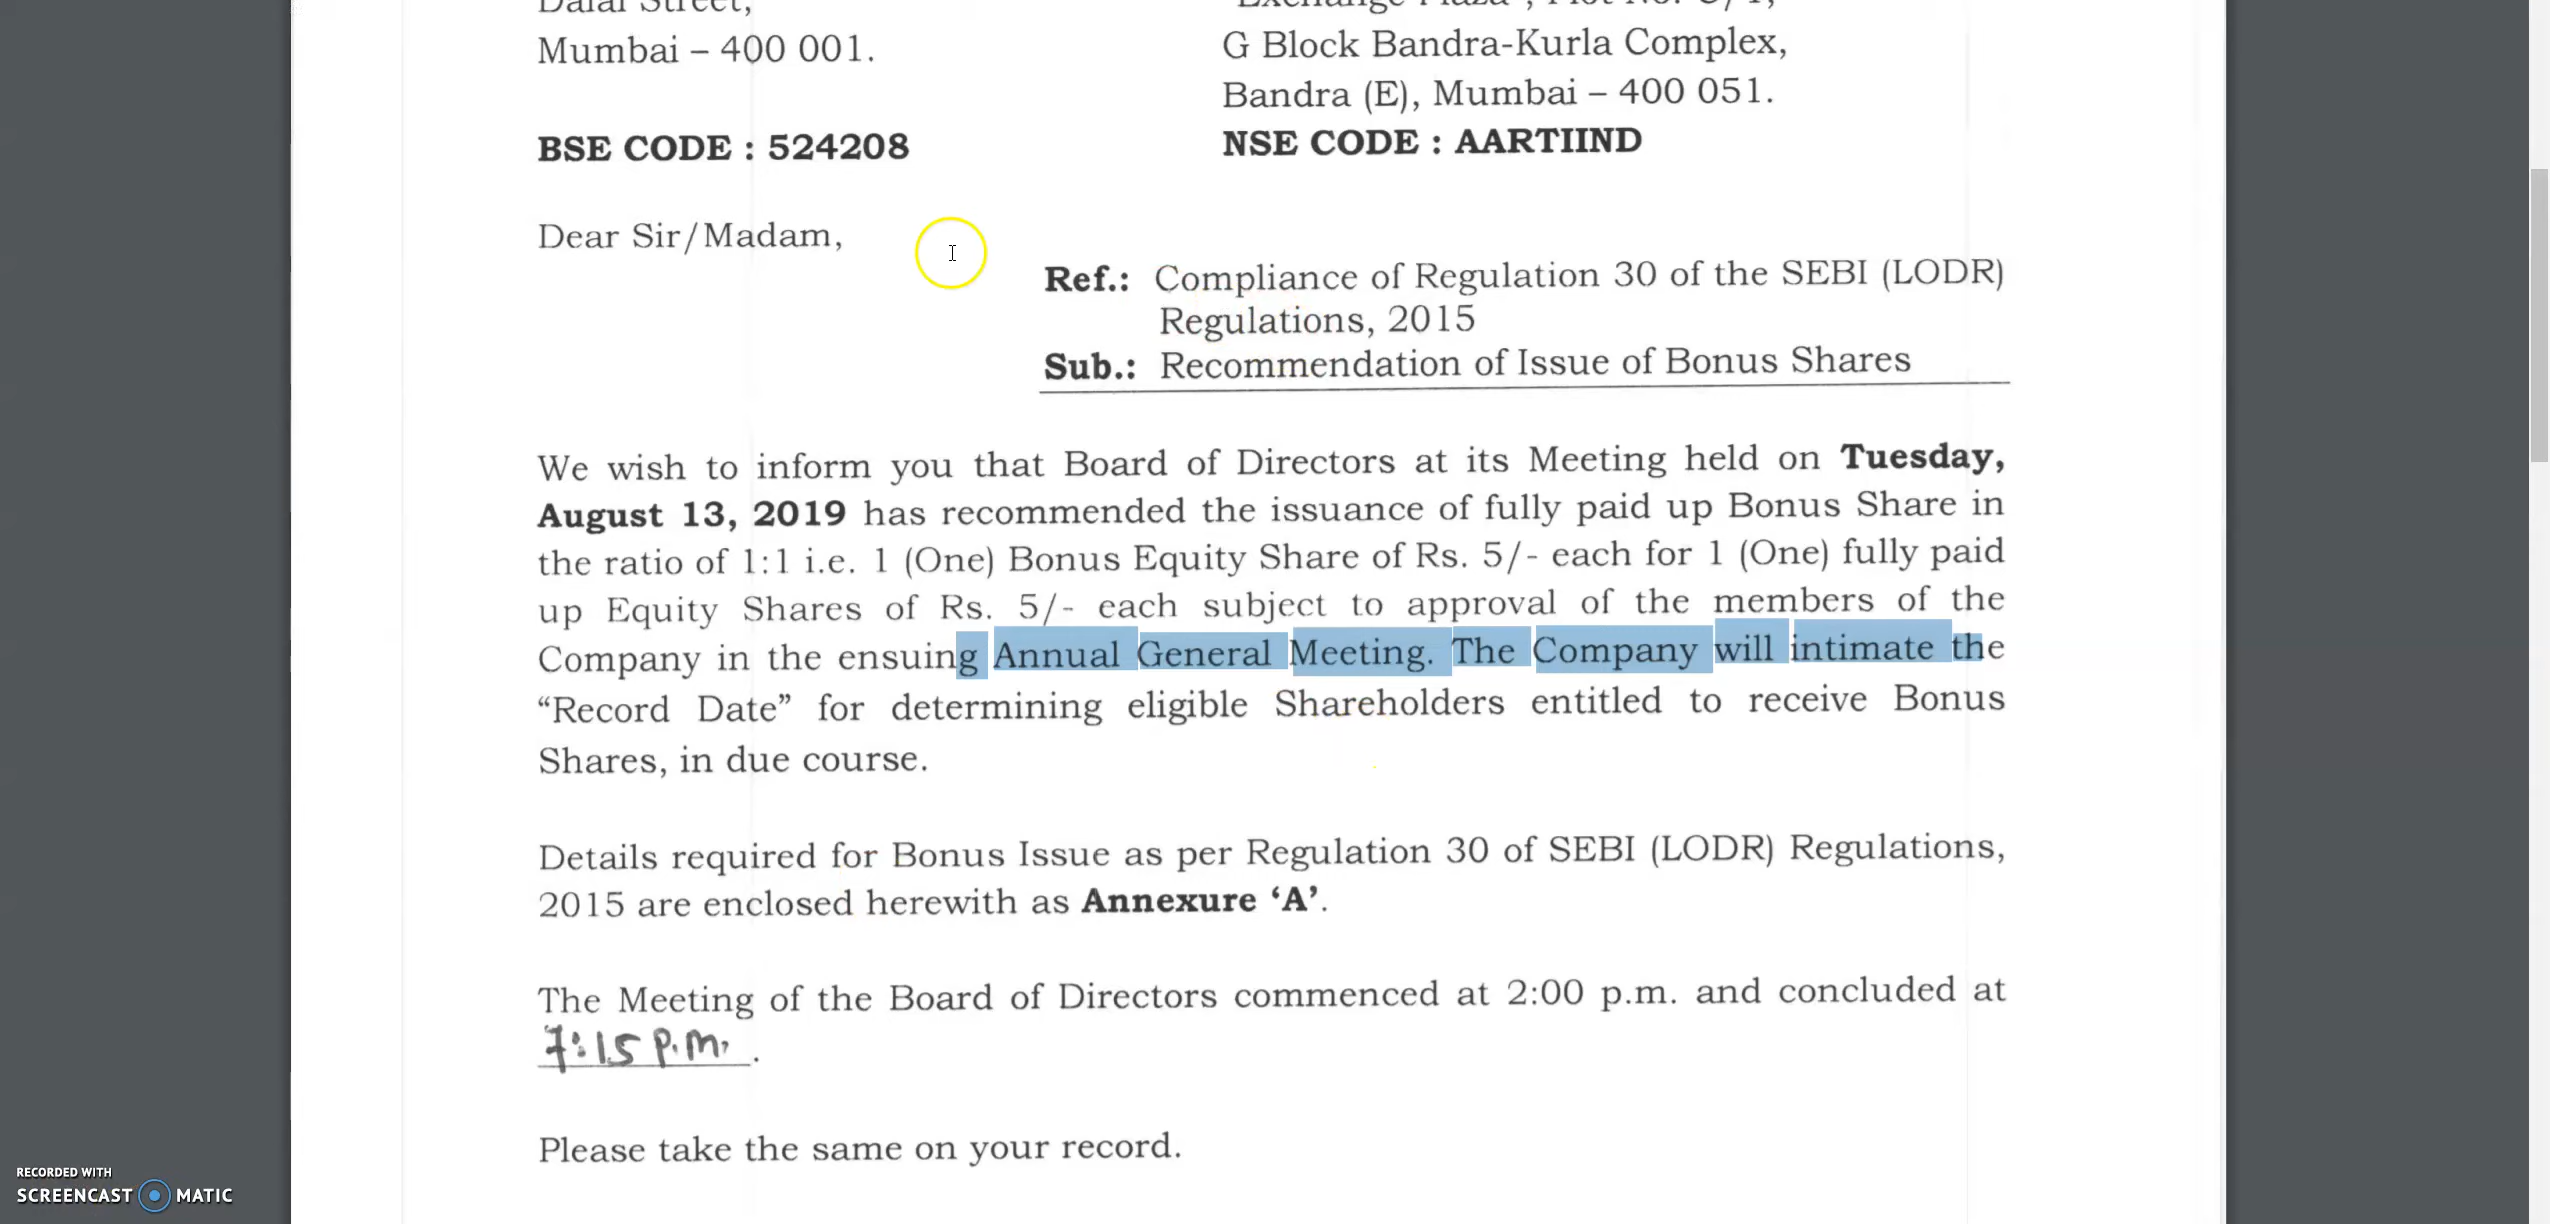 Dalal Street,
Mumbai – 400 001.
BSE CODE : 524208
"Exchange Plaza", Plot No. C/1,
G Block Bandra-Kurla Complex,
Bandra (E), Mumbai – 400 051.
NSE CODE : AARTIIND
Dear Sir/Madam,
Ref.: Compliance of Regulation 30 of the SEBI (LODR)
Regulations, 2015
Sub.: Recommendation of Issue of Bonus Shares
We wish to inform you that Board of Directors at its Meeting held on Tuesday,
August 13, 2019 has recommended the issuance of fully paid up Bonus Share in
the ratio of 1:1 i.e. 1 (One) Bonus Equity Share of Rs. 5/- each for 1 (One) fully paid
up Equity Shares of Rs. 5/- each subject to approval of the members of the
Company in the ensuing Annual General Meeting. The Company will intimate the
“Record Date” for determining eligible Shareholders entitled to receive Bonus
Shares, in due course.
Details required for Bonus Issue as per Regulation 30 of SEBI (LODR) Regulations,
2015 are enclosed herewith as Annexure ‘A’.
The Meeting of the Board of Directors commenced at 2:00 p.m. and concluded at
7:15 p.m. .
Please take the same on your record.
RECORDED WITH
SCREENCAST MATIC